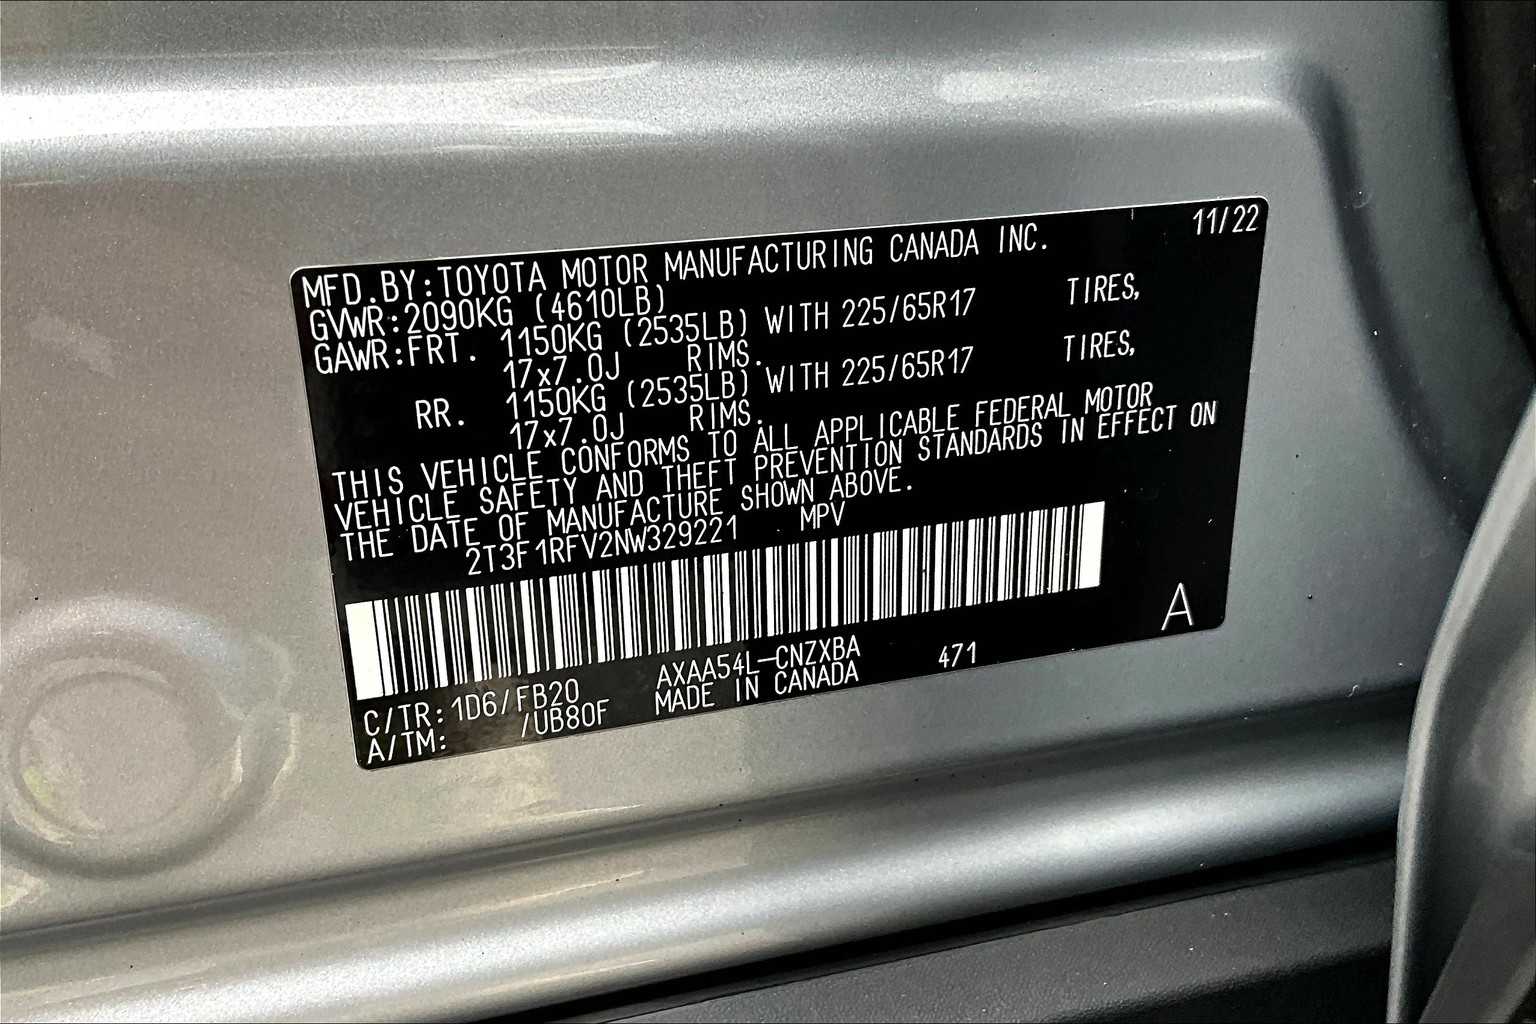 11/22
MFD.BY:TOYOTA MOTOR MANUFACTURING CANADA INC.
GVWR:2090KG (4610LB)
GAWR:FRT. 1150KG (2535LB) WITH 225/65R17 TIRES,
17x7.0J RIMS.
RR. 1150KG (2535LB) WITH 225/65R17 TIRES,
17x7.0J RIMS.
THIS VEHICLE CONFORMS TO ALL APPLICABLE FEDERAL MOTOR
VEHICLE SAFETY AND THEFT PREVENTION STANDARDS IN EFFECT ON
THE DATE OF MANUFACTURE SHOWN ABOVE.
2T3F1RFV2NW329221 MPV
A
C/TR:1D6/FB20 AXAA54L-CNZXBA 471
A/TM: /UB80F MADE IN CANADA